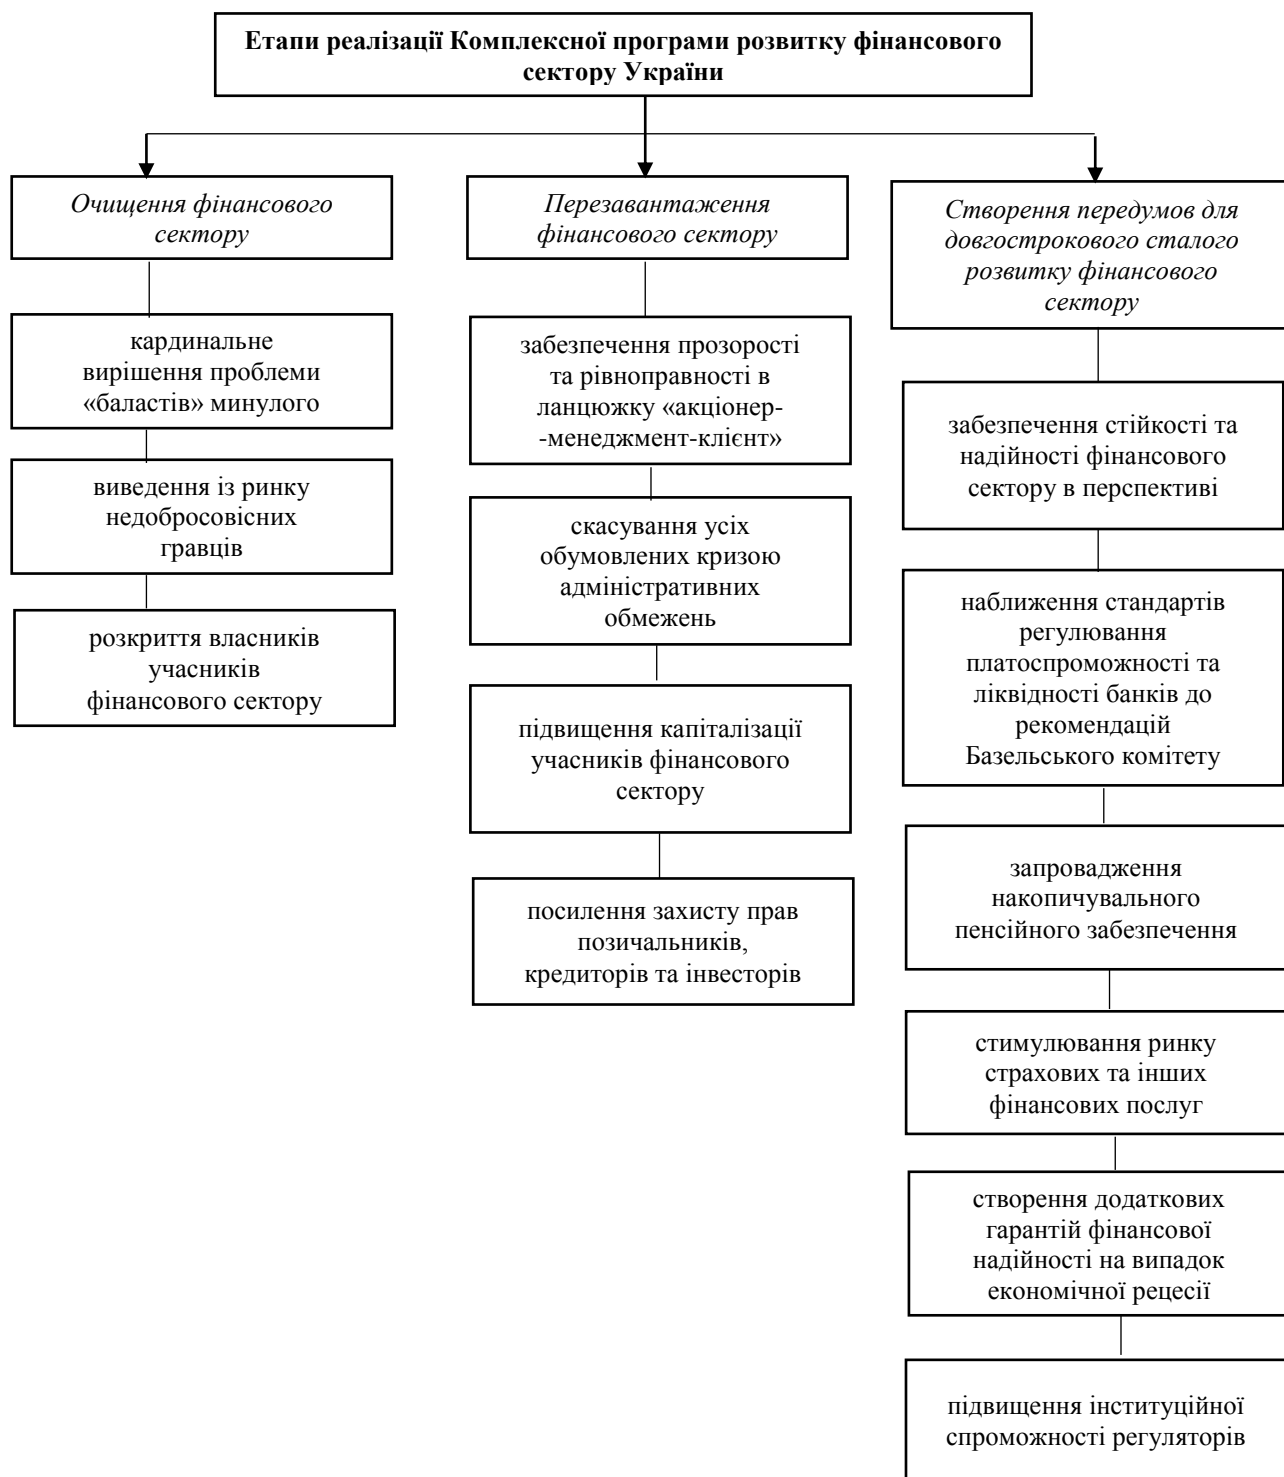 Етапи реалізації Комплексної програми розвитку фінансового
сектору України
Очищення фінансового
сектору
кардинальне
вирішення проблеми
«баластів» минулого
виведення із ринку
недобросовісних
гравців
розкриття власників
учасників
фінансового сектору
Перезавантаження
фінансового сектору
забезпечення прозорості
та рівноправності в
ланцюжку «акціонер-
-менеджмент-клієнт»
скасування усіх
обумовлених кризою
адміністративних
обмежень
підвищення капіталізації
учасників фінансового
сектору
посилення захисту прав
позичальників,
кредиторів та інвесторів
Створення передумов для
довгострокового сталого
розвитку фінансового
сектору
забезпечення стійкості та
надійності фінансового
сектору в перспективі
наближення стандартів
регулювання
платоспроможності та
ліквідності банків до
рекомендацій
Базельського комітету
запровадження
накопичувального
пенсійного забезпечення
стимулювання ринку
страхових та інших
фінансових послуг
створення додаткових
гарантій фінансової
надійності на випадок
економічної рецесії
підвищення інституційної
спроможності регуляторів